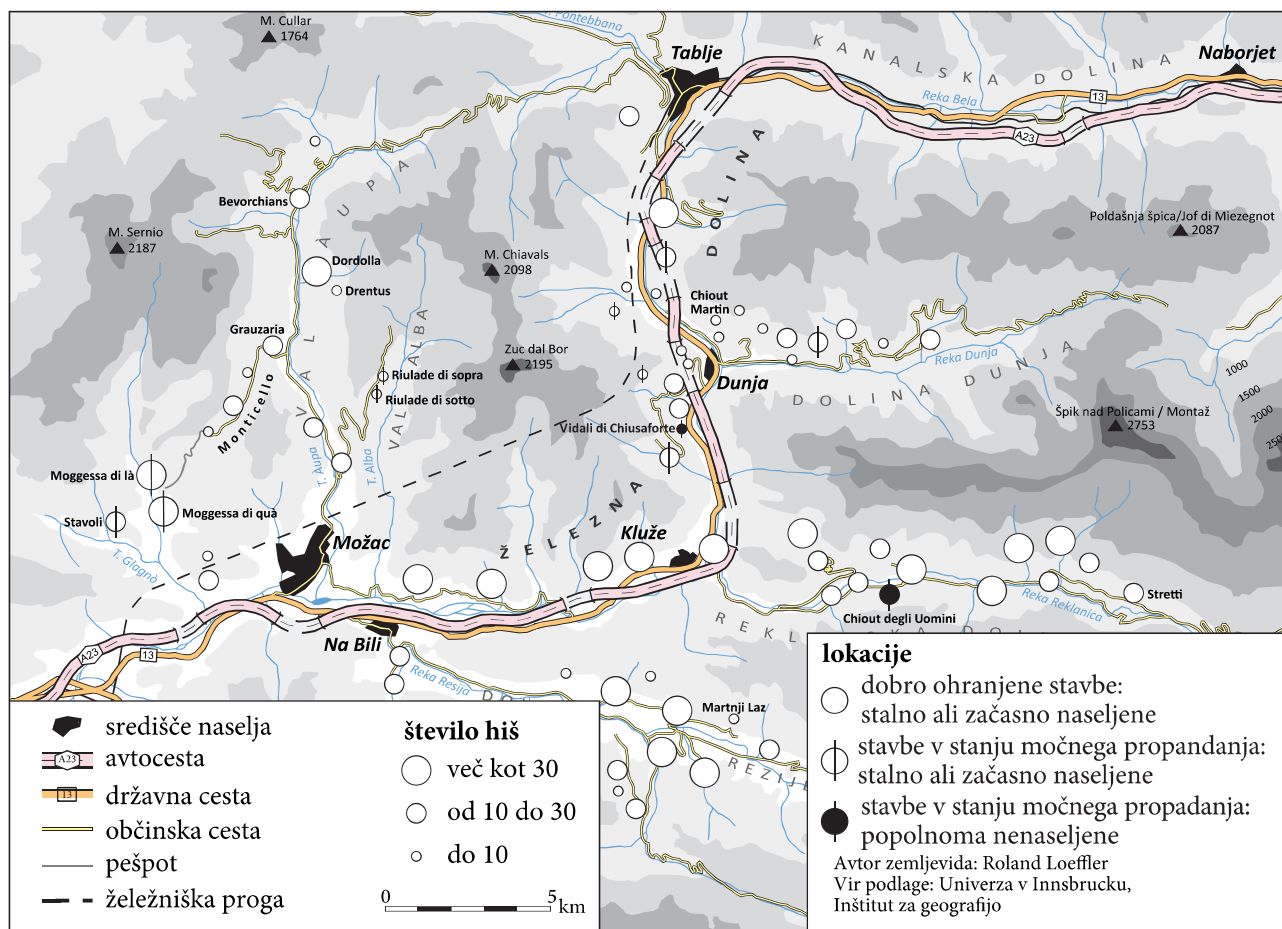 M. Cullar
1764
T. Pontebbana
Tablje
KANALSKA DOLINA
Naborjet
Reka Bela
13
A23
DOLINA
Bevorchians
VAL AUPA
M. Sernio
2187
Dordolla
Drentus
M. Chiavals
2098
Poldašnja špica/Jof di Miezegnot
2087
Chiout
Martin
Grauzaria
VAL ALBA
Zuc dal Bor
2195
Riulade di sopra
Riulade di sotto
Monticello
Dunja
Reka Dunja
DOLINA DUNJA
1000
1500
2000
Špik nad Policami / Montaž
2753
Vidali di Chiusaforte
Moggessa di là
Moggessa di quà
Stavoli
T. Aupa
T. Alba
T. Glagnò
Možac
ŽELEZNA
Kluže
Chiout degli Uomini
Reka Reklanica
Stretti
Na Bili
A23
13
Reka Resija
Martnji Laz
središče naselja
A23
avtocesta
13
državna cesta
občinska cesta
pešpot
železniška proga
število hiš
več kot 30
od 10 do 30
do 10
0 5
km
lokacije
dobro ohranjene stavbe:
stalno ali začasno naseljene
stavbe v stanju močnega propandanja:
stalno ali začasno naseljene
stavbe v stanju močnega propadanja:
popolnoma nenaseljene
Avtor zemljevida: Roland Loeffler
Vir podlage: Univerza v Innsbrucku,
Inštitut za geografijo